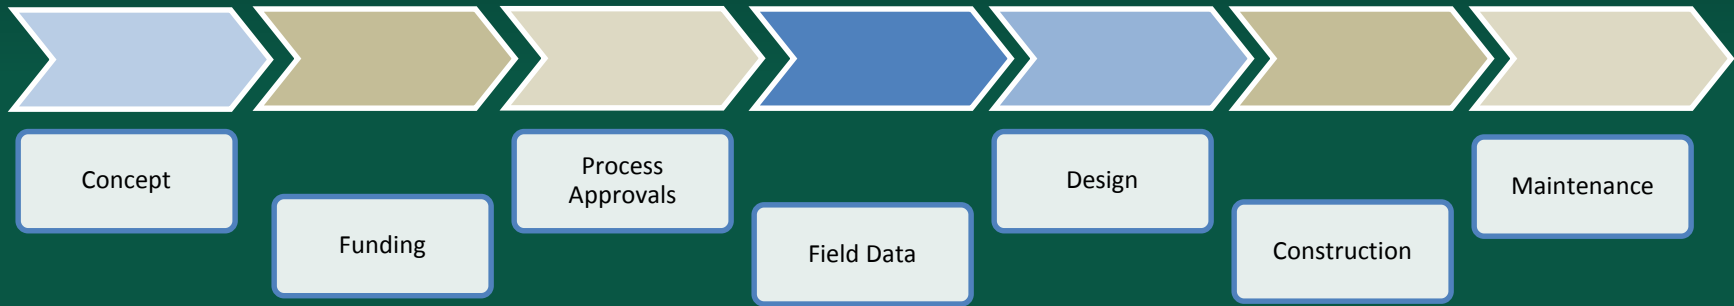 Concept
Funding
Process
Approvals
Field Data
Design
Construction
Maintenance